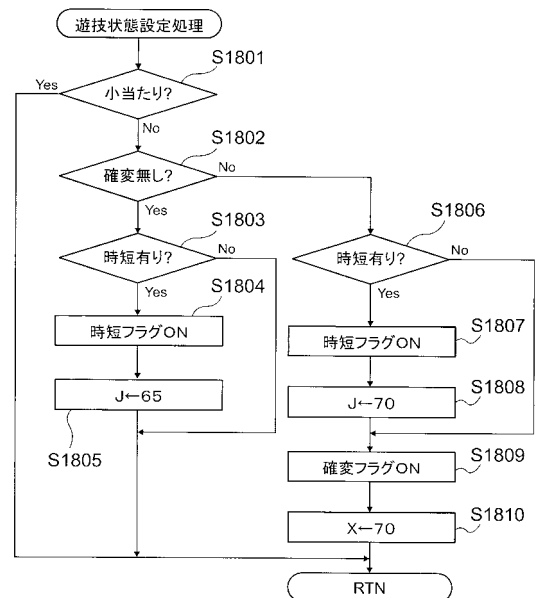 遊技状態設定処理
S1801
小当たり?
Yes
No
S1802
確変無し?
No
Yes
S1803
時短有り?
No
Yes
S1804
時短フラグON
J←65
S1805
S1806
時短有り?
No
Yes
S1807
時短フラグON
S1808
J←70
S1809
確変フラグON
S1810
X←70
RTN